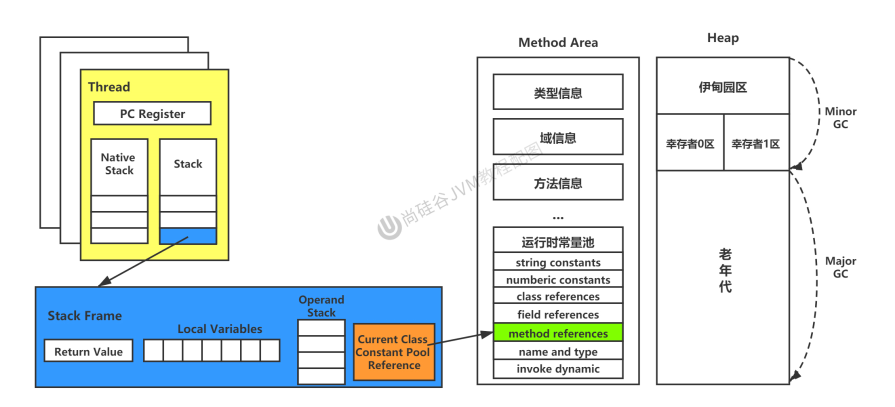 Thread
PC Register
Native
Stack
Stack
Stack Frame
Return Value
Local Variables
Operand
Stack
Current Class
Constant Pool
Reference
Method Area
类型信息
域信息
方法信息
...
运行时常量池
string constants
numberic constants
class references
field references
method references
name and type
invoke dynamic
Heap
伊甸园区
幸存者0区
幸存者1区
老
年
代
Minor
GC
Major
GC
尚硅谷JVM教程配图